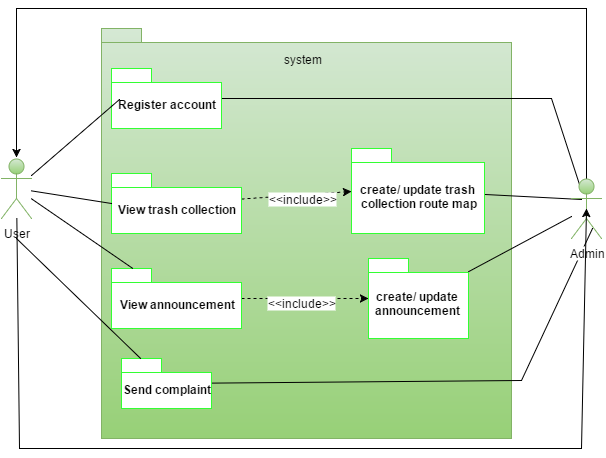 system
Register account
View trash collection
<<include>>
create/ update trash
collection route map
User
Admin
View announcement
<<include>>
create/ update
announcement
Send complaint